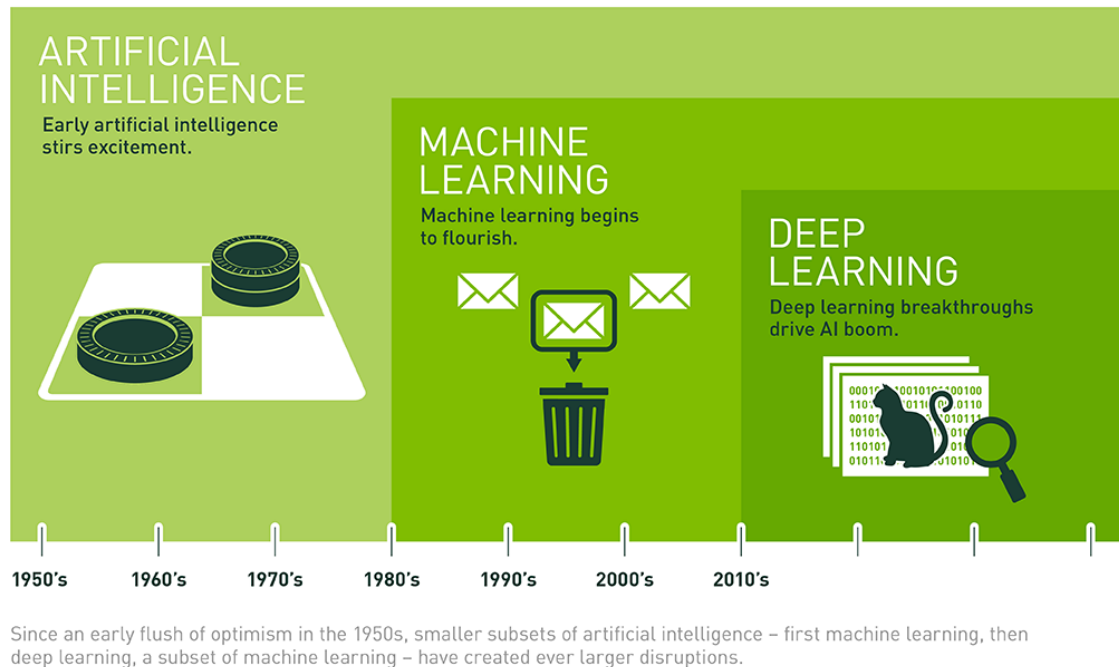 ARTIFICIAL
INTELLIGENCE
Early artificial intelligence
stirs excitement.
MACHINE
LEARNING
Machine learning begins
to flourish.
DEEP
LEARNING
Deep learning breakthroughs
drive AI boom.
1950's 1960's 1970's 1980's 1990's 2000's 2010's
Since an early flush of optimism in the 1950s, smaller subsets of artificial intelligence – first machine learning, then
deep learning, a subset of machine learning – have created ever larger disruptions.